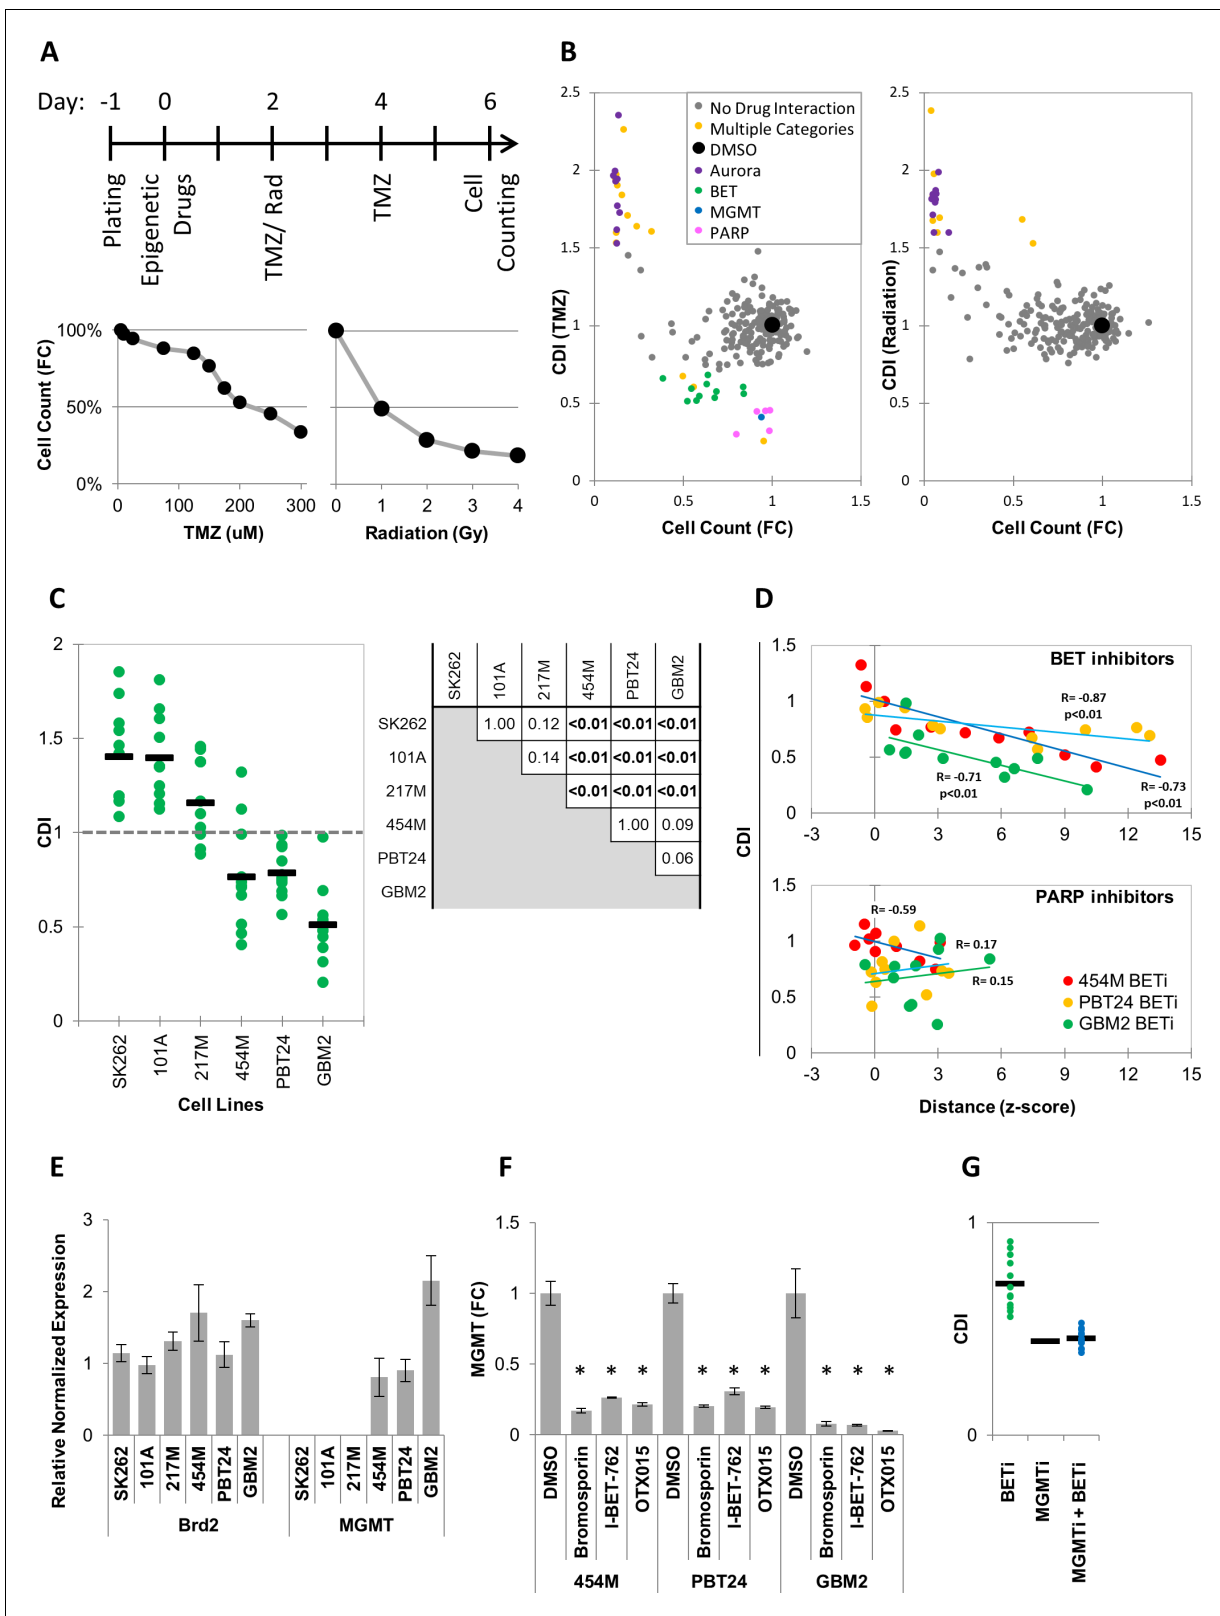 A
Day: -1 0 2 4 6
Plating
Epigenetic
Drugs
TMZ/ Rad
TMZ
Cell
Counting
Cell Count (FC)
100%
50%
0%
0 100 200 300
TMZ (uM)
0 1 2 3 4
Radiation (Gy)
B
CDI (TMZ)
2.5
2
1.5
1
0.5
0
0 0.5 1 1.5
Cell Count (FC)
No Drug Interaction
Multiple Categories
DMSO
Aurora
BET
MGMT
PARP
CDI (Radiation)
2.5
2
1.5
1
0.5
0
0 0.5 1 1.5
Cell Count (FC)
C
CDI
2
1.5
1
0.5
0
SK262
101A
217M
454M
PBT24
GBM2
Cell Lines
SK262 101A 217M 454M PBT24 GBM2
SK262 1.00 0.12 <0.01 <0.01 <0.01
101A 0.14 <0.01 <0.01 <0.01
217M <0.01 <0.01 <0.01
454M 1.00 0.09
PBT24 0.06
GBM2
D
CDI
1.5
1
0.5
0
BET inhibitors
R= -0.87
p<0.01
R= -0.71
p<0.01
R= -0.73
p<0.01
-3 0 3 6 9 12 15
1.5
1
0.5
0
PARP inhibitors
R= -0.59
R= 0.17
R= 0.15
454M BETi
PBT24 BETi
GBM2 BETi
-3 0 3 6 9 12 15
Distance (z-score)
E
Relative Normalized Expression
3
2
1
0
SK262
101A
217M
454M
PBT24
GBM2
SK262
101A
217M
454M
PBT24
GBM2
Brd2 MGMT
F
MGMT (FC)
1.5
1
0.5
0
* * * * * * * * *
DMSO
Bromosporin
I-BET-762
OTX015
DMSO
Bromosporin
I-BET-762
OTX015
DMSO
Bromosporin
I-BET-762
OTX015
454M PBT24 GBM2
G
CDI
1
0
BETi
MGMTi
MGMTi + BETi